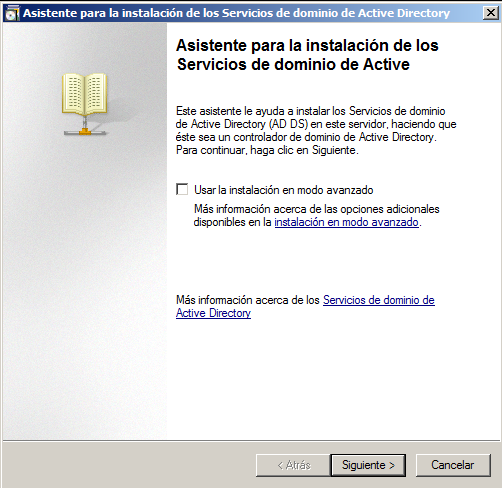 Asistente para la instalación de los Servicios de dominio de Active Directory
Asistente para la instalación de los
Servicios de dominio de Active
Este asistente le ayuda a instalar los Servicios de dominio
de Active Directory (AD DS) en este servidor, haciendo que
éste sea un controlador de dominio de Active Directory.
Para continuar, haga clic en Siguiente.
Usar la instalación en modo avanzado
Más información acerca de las opciones adicionales
disponibles en la instalación en modo avanzado.
Más información acerca de los Servicios de dominio de
Active Directory
< Atrás
Siguiente >
Cancelar